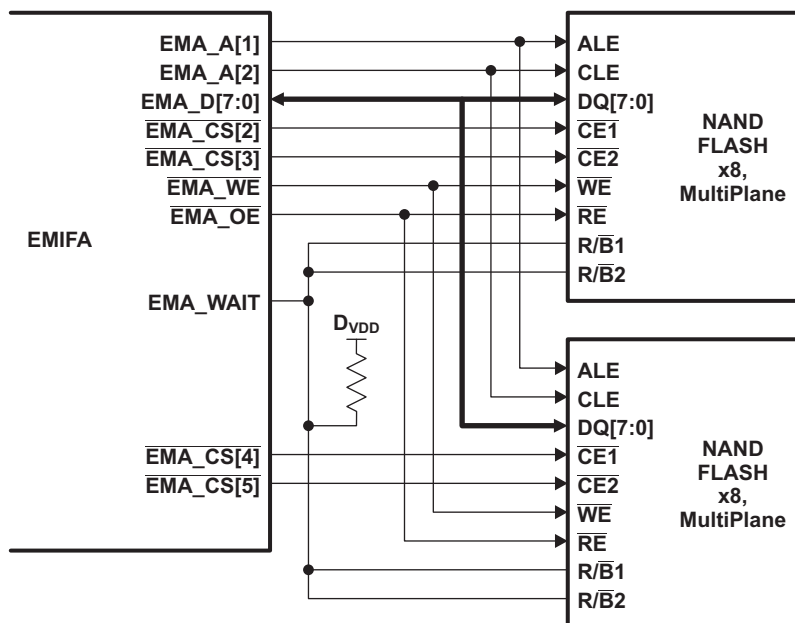 EMIFA
EMA_A[1]
EMA_A[2]
EMA_D[7:0]
EMA_CS[2]
EMA_CS[3]
EMA_WE
EMA_OE
EMA_WAIT
EMA_CS[4]
EMA_CS[5]
DVDD
ALE
CLE
DQ[7:0]
CE1
CE2
WE
RE
R/B1
R/B2
NAND
FLASH
x8,
MultiPlane
ALE
CLE
DQ[7:0]
CE1
CE2
WE
RE
R/B1
R/B2
NAND
FLASH
x8,
MultiPlane